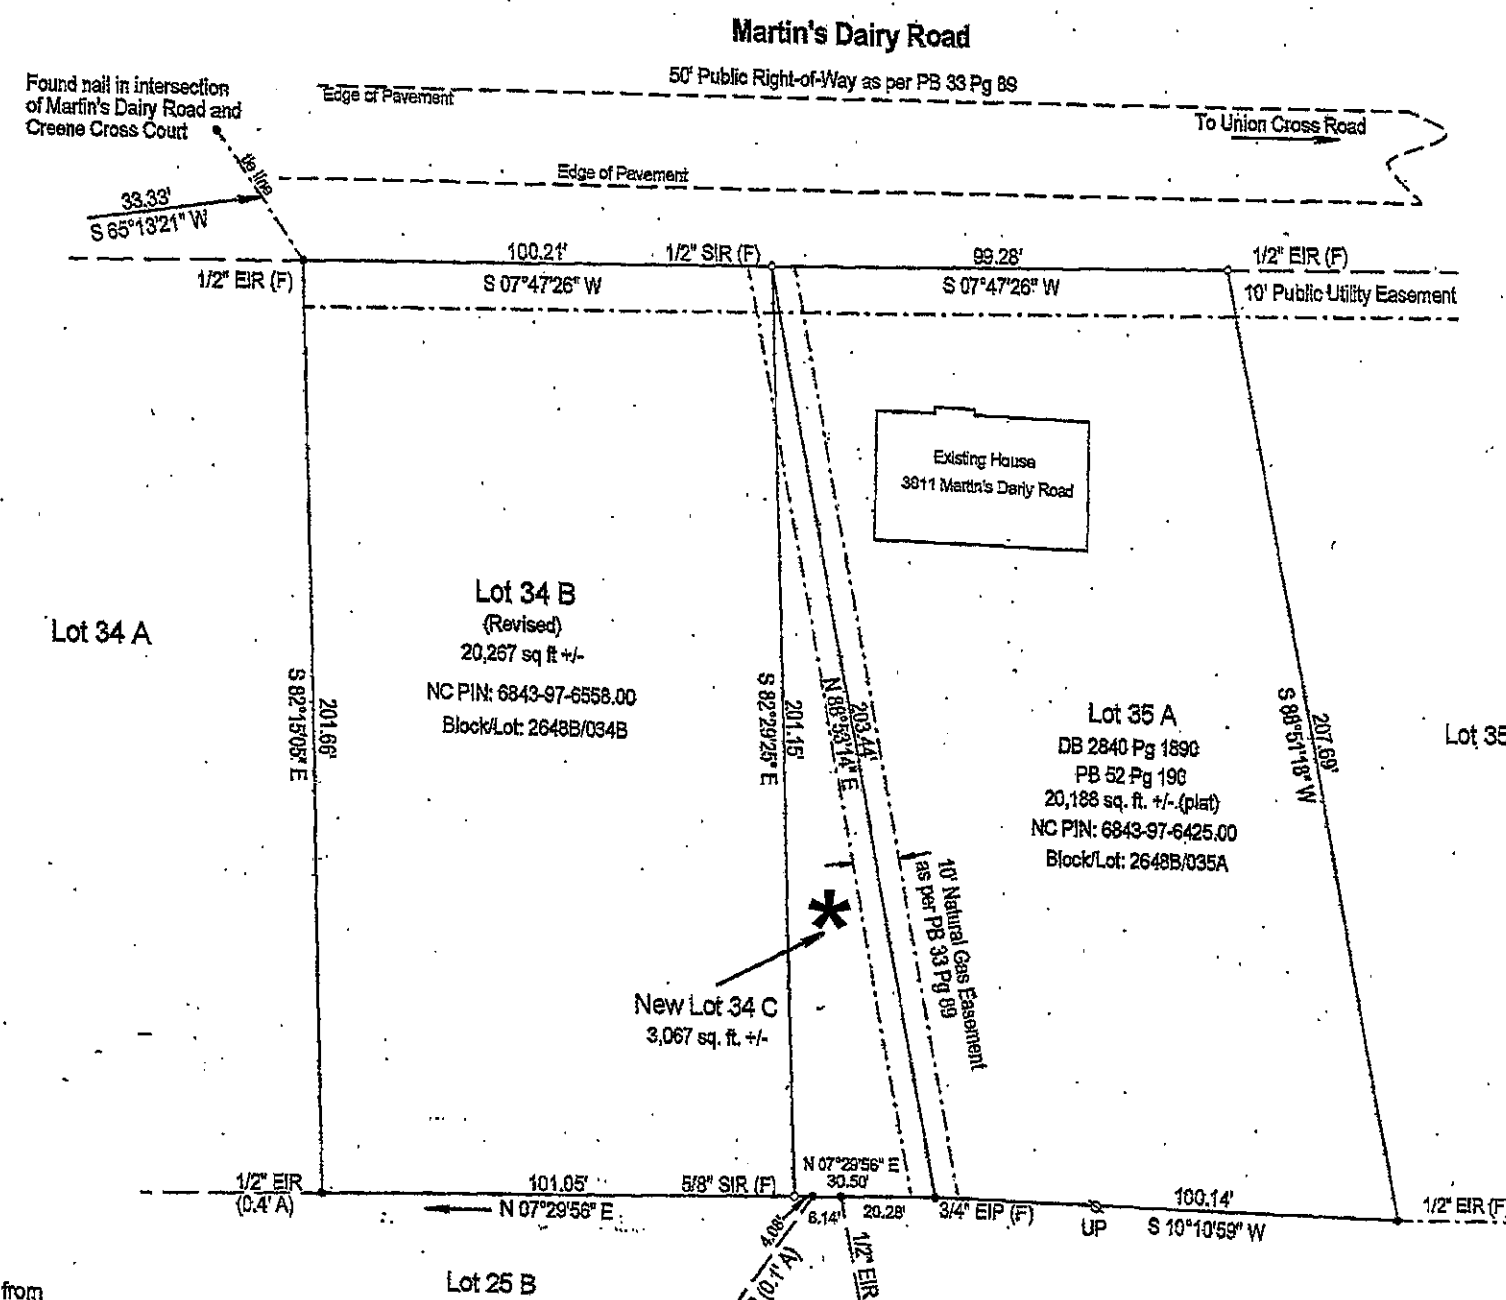 Martin's Dairy Road
50' Public Right-of-Way as per PB 33 Pg 89
Found nail in intersection
of Martin's Dairy Road and
Creene Cross Court
Edge of Pavement
To Union Cross Road
Edge of Pavement
tie line
33.33'
S 65°13'21" W
1/2" EIR (F)
100.21'
S 07°47'26" W
1/2" SIR (F)
99.28'
S 07°47'26" W
1/2" EIR (F)
10' Public Utility Easement
Existing House
3811 Martin's Dariy Road
Lot 34 A
Lot 34 B
(Revised)
20,267 sq ft +/-
NC PIN: 6843-97-6558.00
Block/Lot: 2648B/034B
S 82°15'05" E
201.66'
S 82°29'25" E
201.15'
N 88°53'14" E
203.44'
Lot 35 A
DB 2840 Pg 1890
PB 52 Pg 190
20,188 sq. ft. +/- (plat)
NC PIN: 6843-97-6425.00
Block/Lot: 2648B/035A
S 88°51'18" W
207.69'
Lot 35
10' Natural Gas Easement
as per PB 33 Pg 89
*
New Lot 34 C
3,067 sq. ft. +/-
1/2" EIR
(0.4' A)
101.05'
N 07°29'56" E
5/8" SIR (F)
N 07°29'56" E
30.50'
4.08'
6.14'
20.28'
(0.1' A)
1/2" EIR
3/4" EIP (F)
UP
100.14'
S 10°10'59" W
1/2" EIR (F
Lot 25 B
from